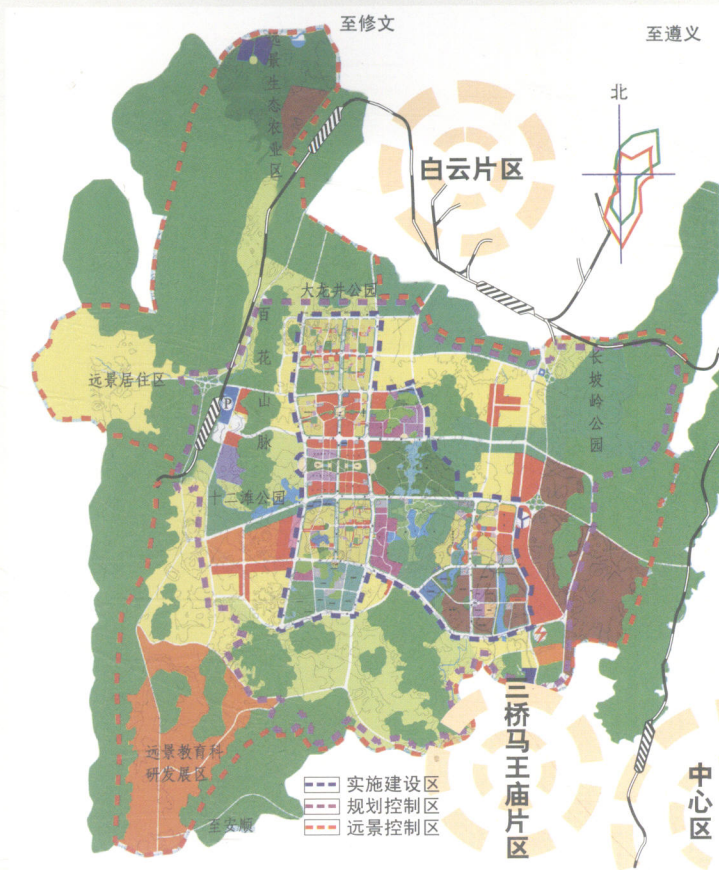 至修文
至遵义
远景生态农业区
北
白云片区
大龙井公园
百花山脉
长坡岭公园
远景居住区
P
十二滩公园
三桥马王庙片区
远景教育科
研发展区
中心区
实施建设区
规划控制区
远景控制区
至安顺